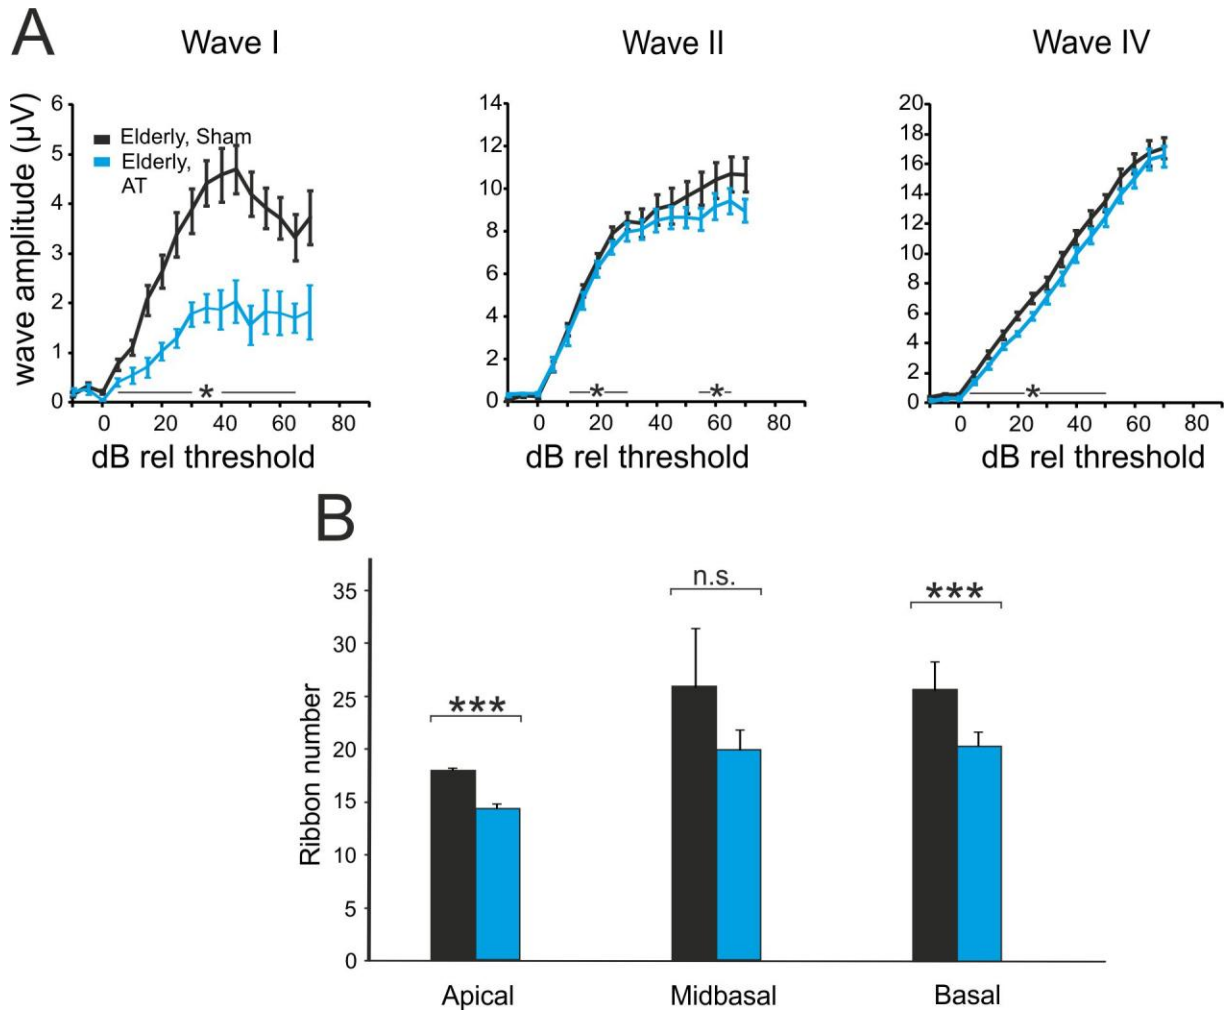 A
Wave I
Wave II
Wave IV
wave amplitude (µV)
6
5
4
3
2
1
0
Elderly, Sham
Elderly,
AT
*
0 20 40 60 80
dB rel threshold
14
12
10
8
6
4
2
0
* *
0 20 40 60 80
dB rel threshold
20
18
16
14
12
10
8
6
4
2
0
*
0 20 40 60 80
dB rel threshold
B
Ribbon number
35
30
25
20
15
10
5
0
***
n.s.
***
Apical Midbasal Basal